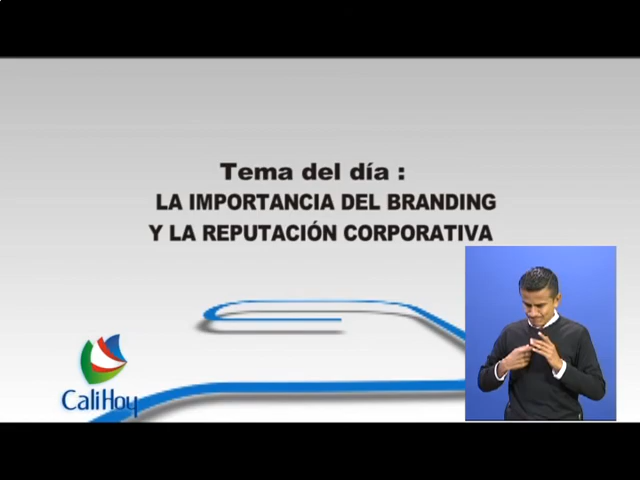 Tema del día :
LA IMPORTANCIA DEL BRANDING
Y LA REPUTACIÓN CORPORATIVA
CaliHoy